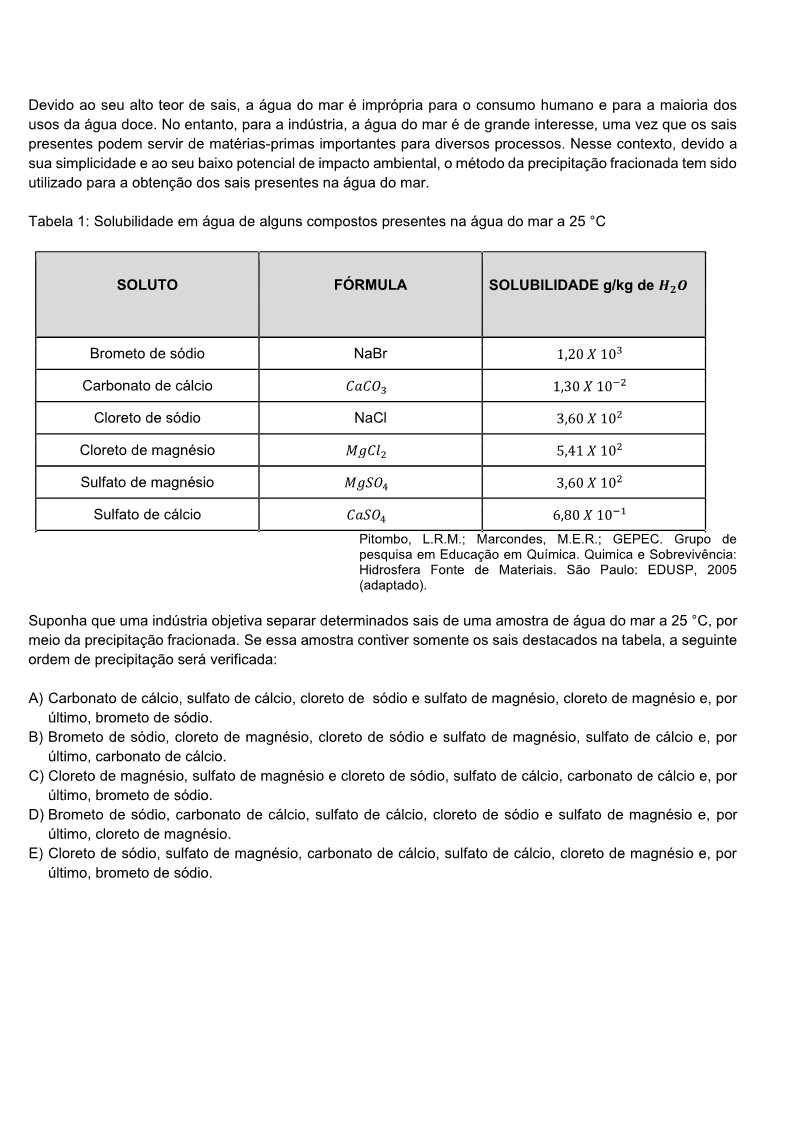 Devido ao seu alto teor de sais, a água do mar é imprópria para o consumo humano e para a maioria dos
usos da água doce. No entanto, para a indústria, a água do mar é de grande interesse, uma vez que os sais
presentes podem servir de matérias-primas importantes para diversos processos. Nesse contexto, devido a
sua simplicidade e ao seu baixo potencial de impacto ambiental, o método da precipitação fracionada tem sido
utilizado para a obtenção dos sais presentes na água do mar.
Tabela 1: Solubilidade em água de alguns compostos presentes na água do mar a 25 °C
SOLUTO FÓRMULA SOLUBILIDADE g/kg de H₂O
Brometo de sódio NaBr 1,20 X 10³
Carbonato de cálcio CaCO₃ 1,30 X 10⁻²
Cloreto de sódio NaCl 3,60 X 10²
Cloreto de magnésio MgCl₂ 5,41 X 10²
Sulfato de magnésio MgSO₄ 3,60 X 10²
Sulfato de cálcio CaSO₄ 6,80 X 10⁻¹
Pitombo, L.R.M.; Marcondes, M.E.R.; GEPEC. Grupo de
pesquisa em Educação em Química. Quimica e Sobrevivência:
Hidrosfera Fonte de Materiais. São Paulo: EDUSP, 2005
(adaptado).
Suponha que uma indústria objetiva separar determinados sais de uma amostra de água do mar a 25 °C, por
meio da precipitação fracionada. Se essa amostra contiver somente os sais destacados na tabela, a seguinte
ordem de precipitação será verificada:
A) Carbonato de cálcio, sulfato de cálcio, cloreto de sódio e sulfato de magnésio, cloreto de magnésio e, por
último, brometo de sódio.
B) Brometo de sódio, cloreto de magnésio, cloreto de sódio e sulfato de magnésio, sulfato de cálcio e, por
último, carbonato de cálcio.
C) Cloreto de magnésio, sulfato de magnésio e cloreto de sódio, sulfato de cálcio, carbonato de cálcio e, por
último, brometo de sódio.
D) Brometo de sódio, carbonato de cálcio, sulfato de cálcio, cloreto de sódio e sulfato de magnésio e, por
último, cloreto de magnésio.
E) Cloreto de sódio, sulfato de magnésio, carbonato de cálcio, sulfato de cálcio, cloreto de magnésio e, por
último, brometo de sódio.